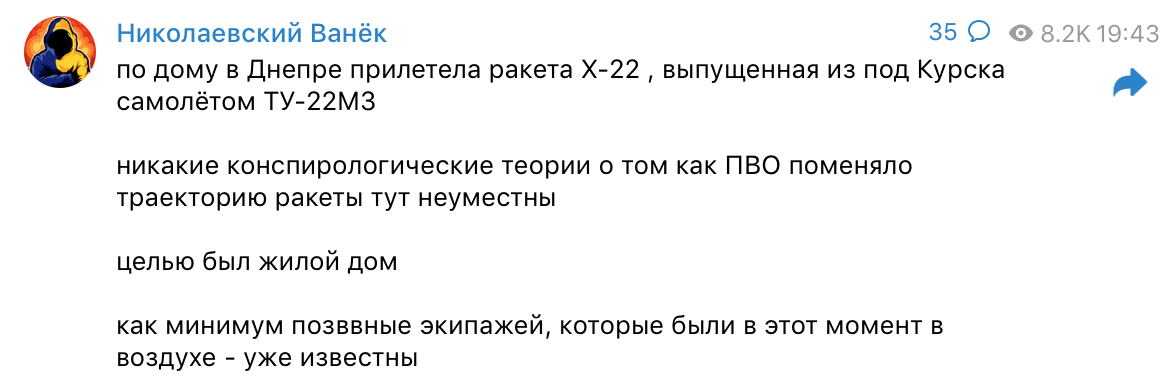 Николаевский Ванёк 35 8.2K 19:43
по дому в Днепре прилетела ракета Х-22 , выпущенная из под Курска
самолётом ТУ-22М3
никакие конспирологические теории о том как ПВО поменяло
траекторию ракеты тут неуместны
целью был жилой дом
как минимум позввные экипажей, которые были в этот момент в
воздухе - уже известны